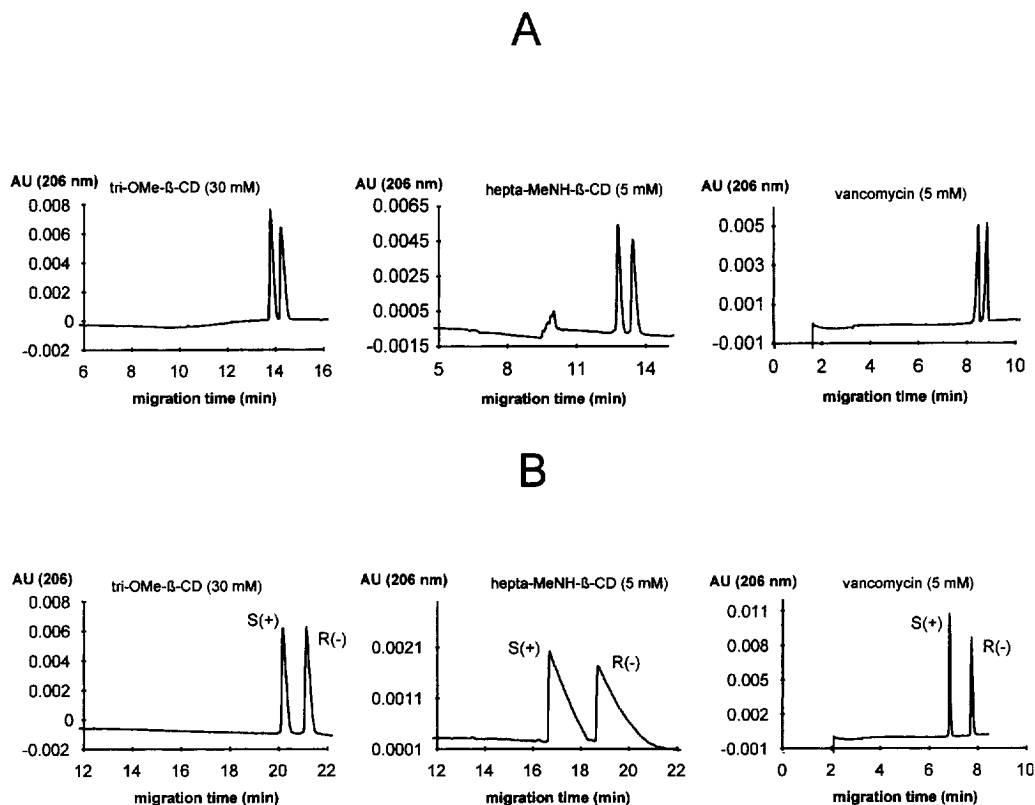 A
AU (206 nm) tri-OMe-ß-CD (30 mM)
0.008
0.006
0.004
0.002
0
-0.002
6 8 10 12 14 16
migration time (min)
AU (206 nm) hepta-MeNH-ß-CD (5 mM)
0.0065
0.0045
0.0025
0.0005
-0.0015
5 8 11 14
migration time (min)
AU (206 nm) vancomycin (5 mM)
0.005
0.003
0.001
-0.001
0 2 4 6 8 10
migration time (min)
B
AU (206) tri-OMe-ß-CD (30 mM)
0.008
0.006
0.004
0.002
0
-0.002
S(+) R(-)
12 14 16 18 20 22
migration time (min)
AU (206 nm) hepta-MeNH-ß-CD (5 mM)
0.0021
0.0011
0.0001
S(+) R(-)
12 14 16 18 20 22
migration time (min)
AU (206 nm) vancomycin (5 mM)
0.011
0.009
0.007
0.004
0.002
-0.001
S(+) R(-)
0 2 4 6 8 10
migration time (min)